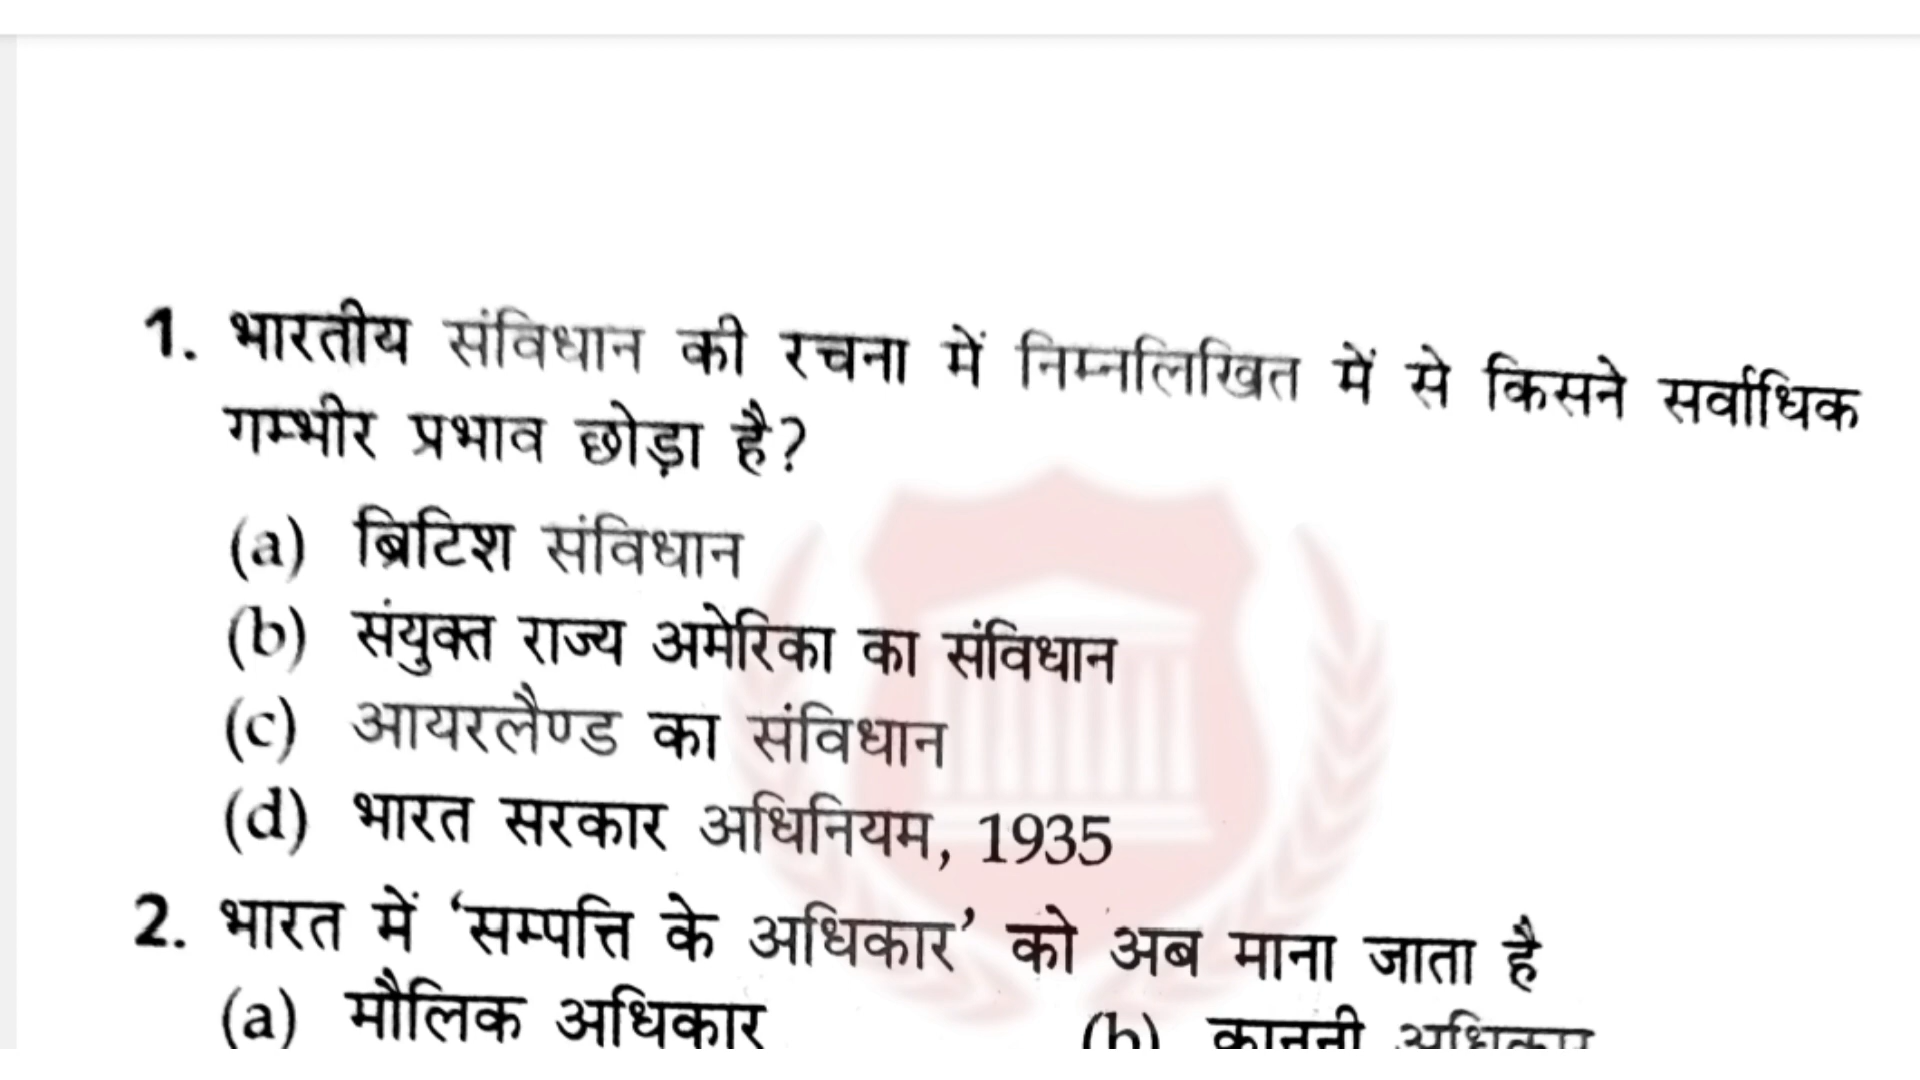 1. भारतीय संविधान की रचना में निम्नलिखित में से किसने सर्वाधिक
गम्भीर प्रभाव छोड़ा है?
(a) ब्रिटिश संविधान
(b) संयुक्त राज्य अमेरिका का संविधान
(c) आयरलैण्ड का संविधान
(d) भारत सरकार अधिनियम, 1935
2. भारत में ‘सम्पत्ति के अधिकार’ को अब माना जाता है
(a) मौलिक अधिकार (b) कानूनी अधिकार